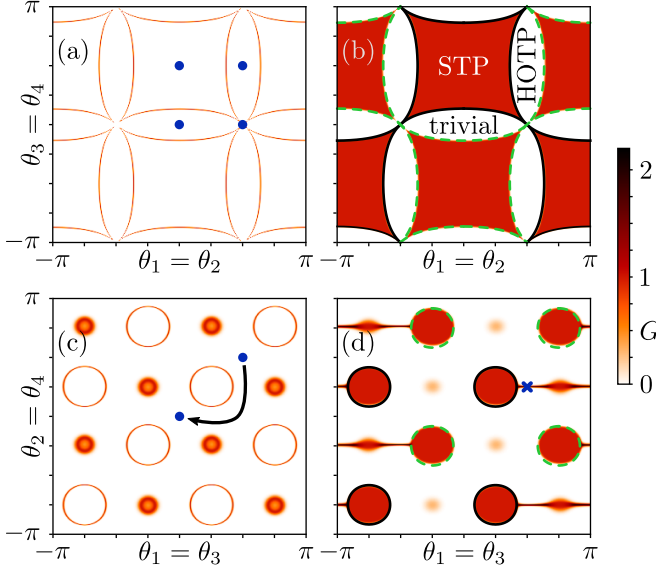 π
(a)
θ₃ = θ₄
−π
−π
θ₁ = θ₂
π
(b)
STP
HOTP
trivial
−π
θ₁ = θ₂
π
2
1
G
0
π
(c)
θ₂ = θ₄
−π
−π
θ₁ = θ₃
π
(d)
−π
θ₁ = θ₃
π